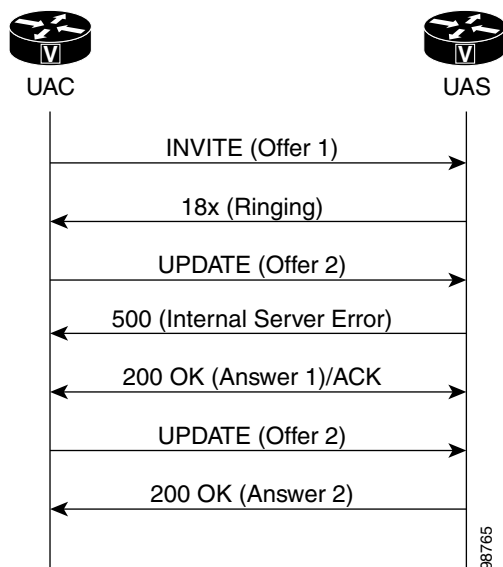 V
V
UAC
UAS
INVITE (Offer 1)
18x (Ringing)
UPDATE (Offer 2)
500 (Internal Server Error)
200 OK (Answer 1)/ACK
UPDATE (Offer 2)
200 OK (Answer 2)
98765